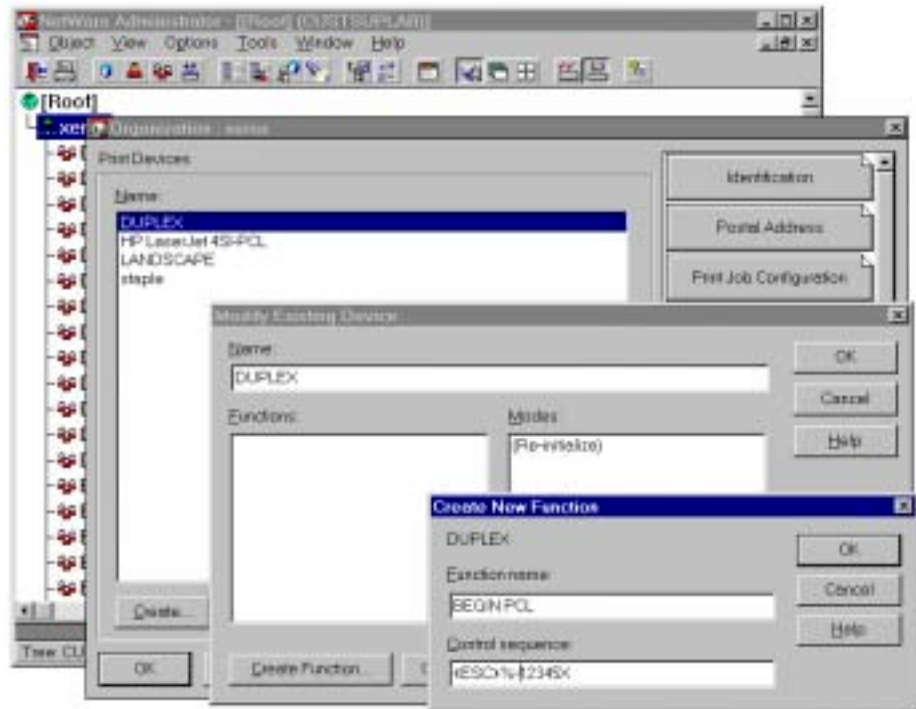 NetWare Administrator - [[Root] (CUSTSUPLAB)]
Object View Options Tools Window Help
[Root]
xer
Organization : xerox
Print Devices
Name:
DUPLEX
HP LaserJet 4SI-PCL
LANDSCAPE
staple
Identification
Postal Address
Print Job Configuration
Create...
OK
Tree: CU
Modify Existing Device
Name:
DUPLEX
Functions:
Modes:
(Re-initialize)
OK
Cancel
Help
Create Function...
Create New Function
DUPLEX
Function name:
BEGIN PCL
Control sequence:
<ESC>%-12345X
OK
Cancel
Help